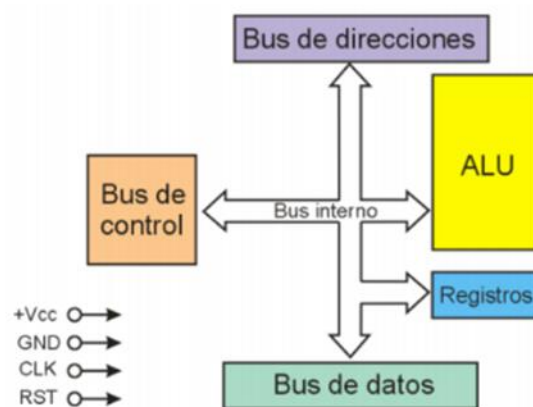 Bus de direcciones
ALU
Bus de
control
Bus interno
Registros
+Vcc
GND
CLK
RST
Bus de datos